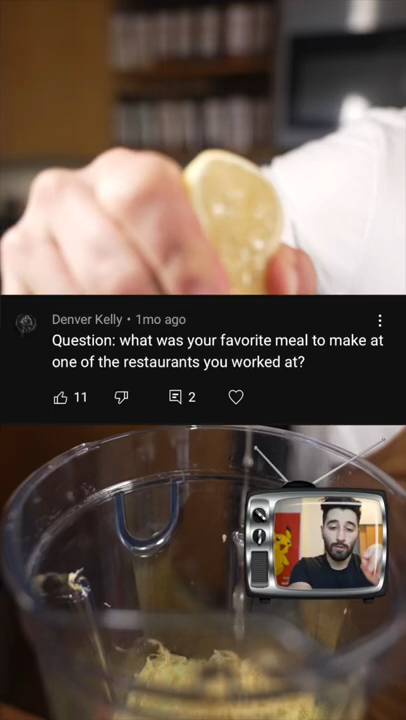 Denver Kelly • 1mo ago
Question: what was your favorite meal to make at
one of the restaurants you worked at?
11
2